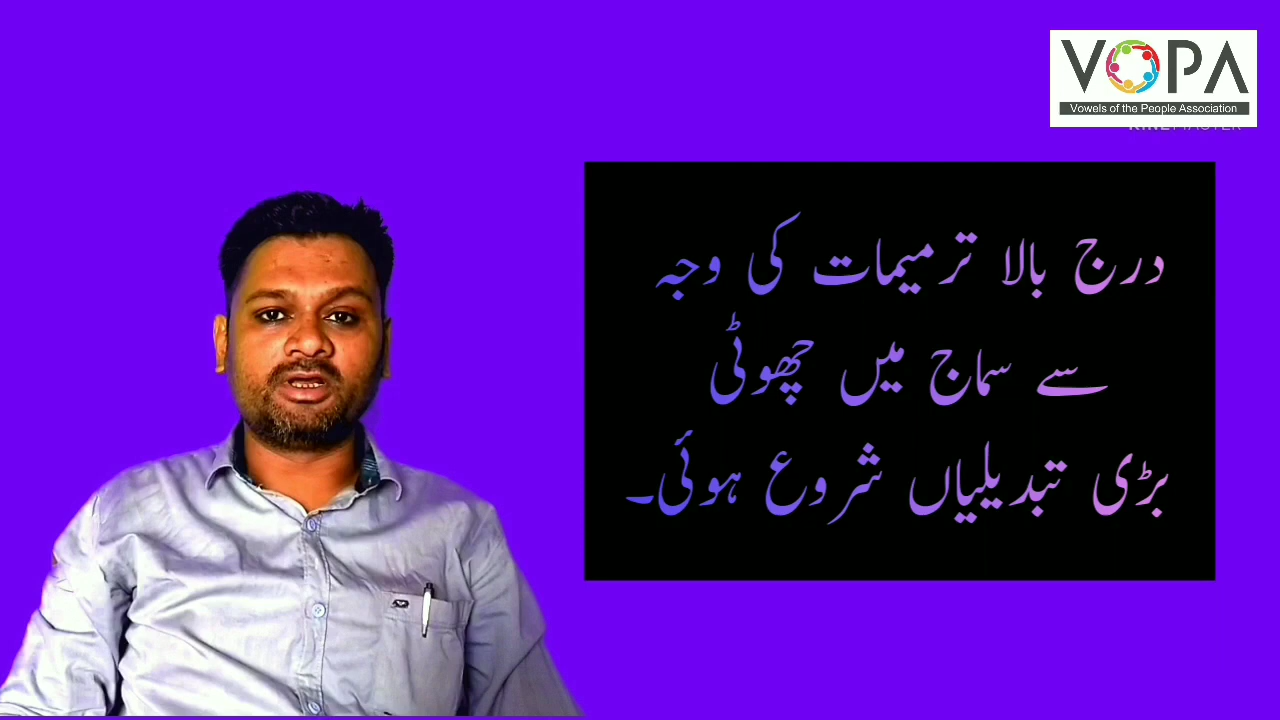 VOPA
Vowels of the People Association
KINEMASTER
درج بالا ترمیمات کی وجہ
سے سماج میں چھوٹی
بڑی تبدیلیاں شروع ہوئی۔